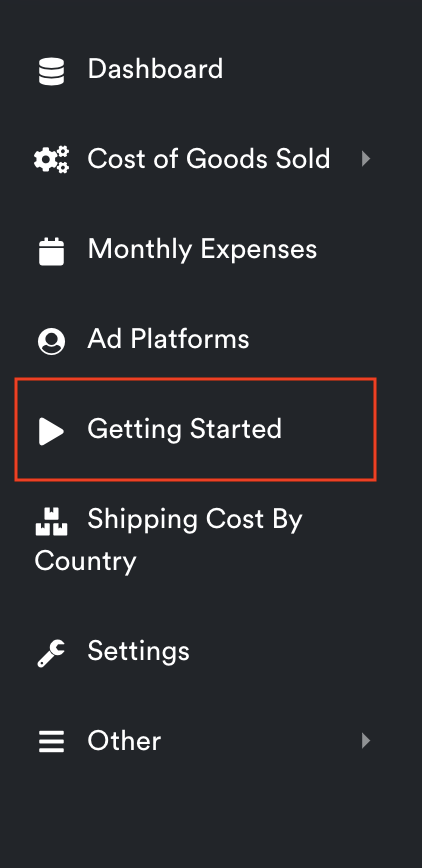 Dashboard
Cost of Goods Sold
Monthly Expenses
Ad Platforms
Getting Started
Shipping Cost By
Country
Settings
Other